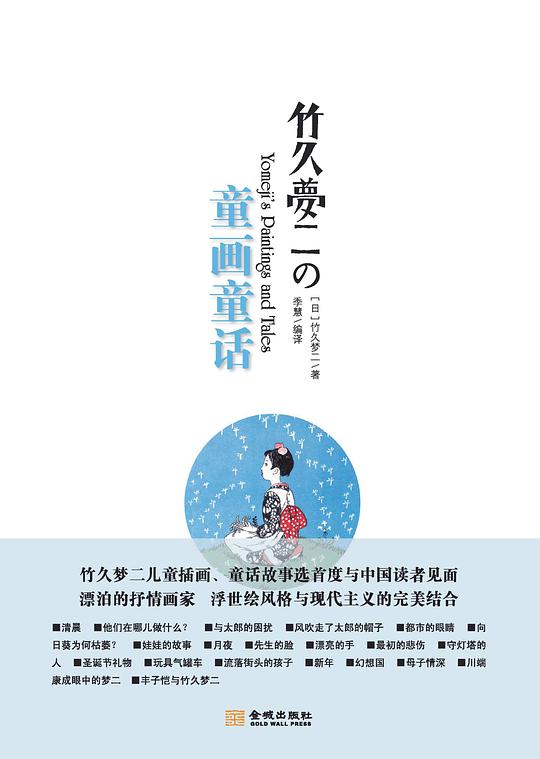 竹久夢二の
Yomeji's Paintings and Tales
童画童话
[日]竹久梦二/著
季慧/编译
竹久梦二儿童插画、童话故事选首度与中国读者见面
漂泊的抒情画家 浮世绘风格与现代主义的完美结合
■清晨 ■他们在哪儿做什么？ ■与太郎的困扰 ■风吹走了太郎的帽子 ■都市的眼睛 ■向
日葵为何枯萎？ ■娃娃的故事 ■月夜 ■先生的脸 ■漂亮的手 ■最初的悲伤 ■守灯塔的
人 ■圣诞节礼物 ■玩具气罐车 ■流落街头的孩子 ■新年 ■幻想国 ■母子情深 ■川端
康成眼中的梦二 ■丰子恺与竹久梦二
金城出版社
GOLD WALL PRESS